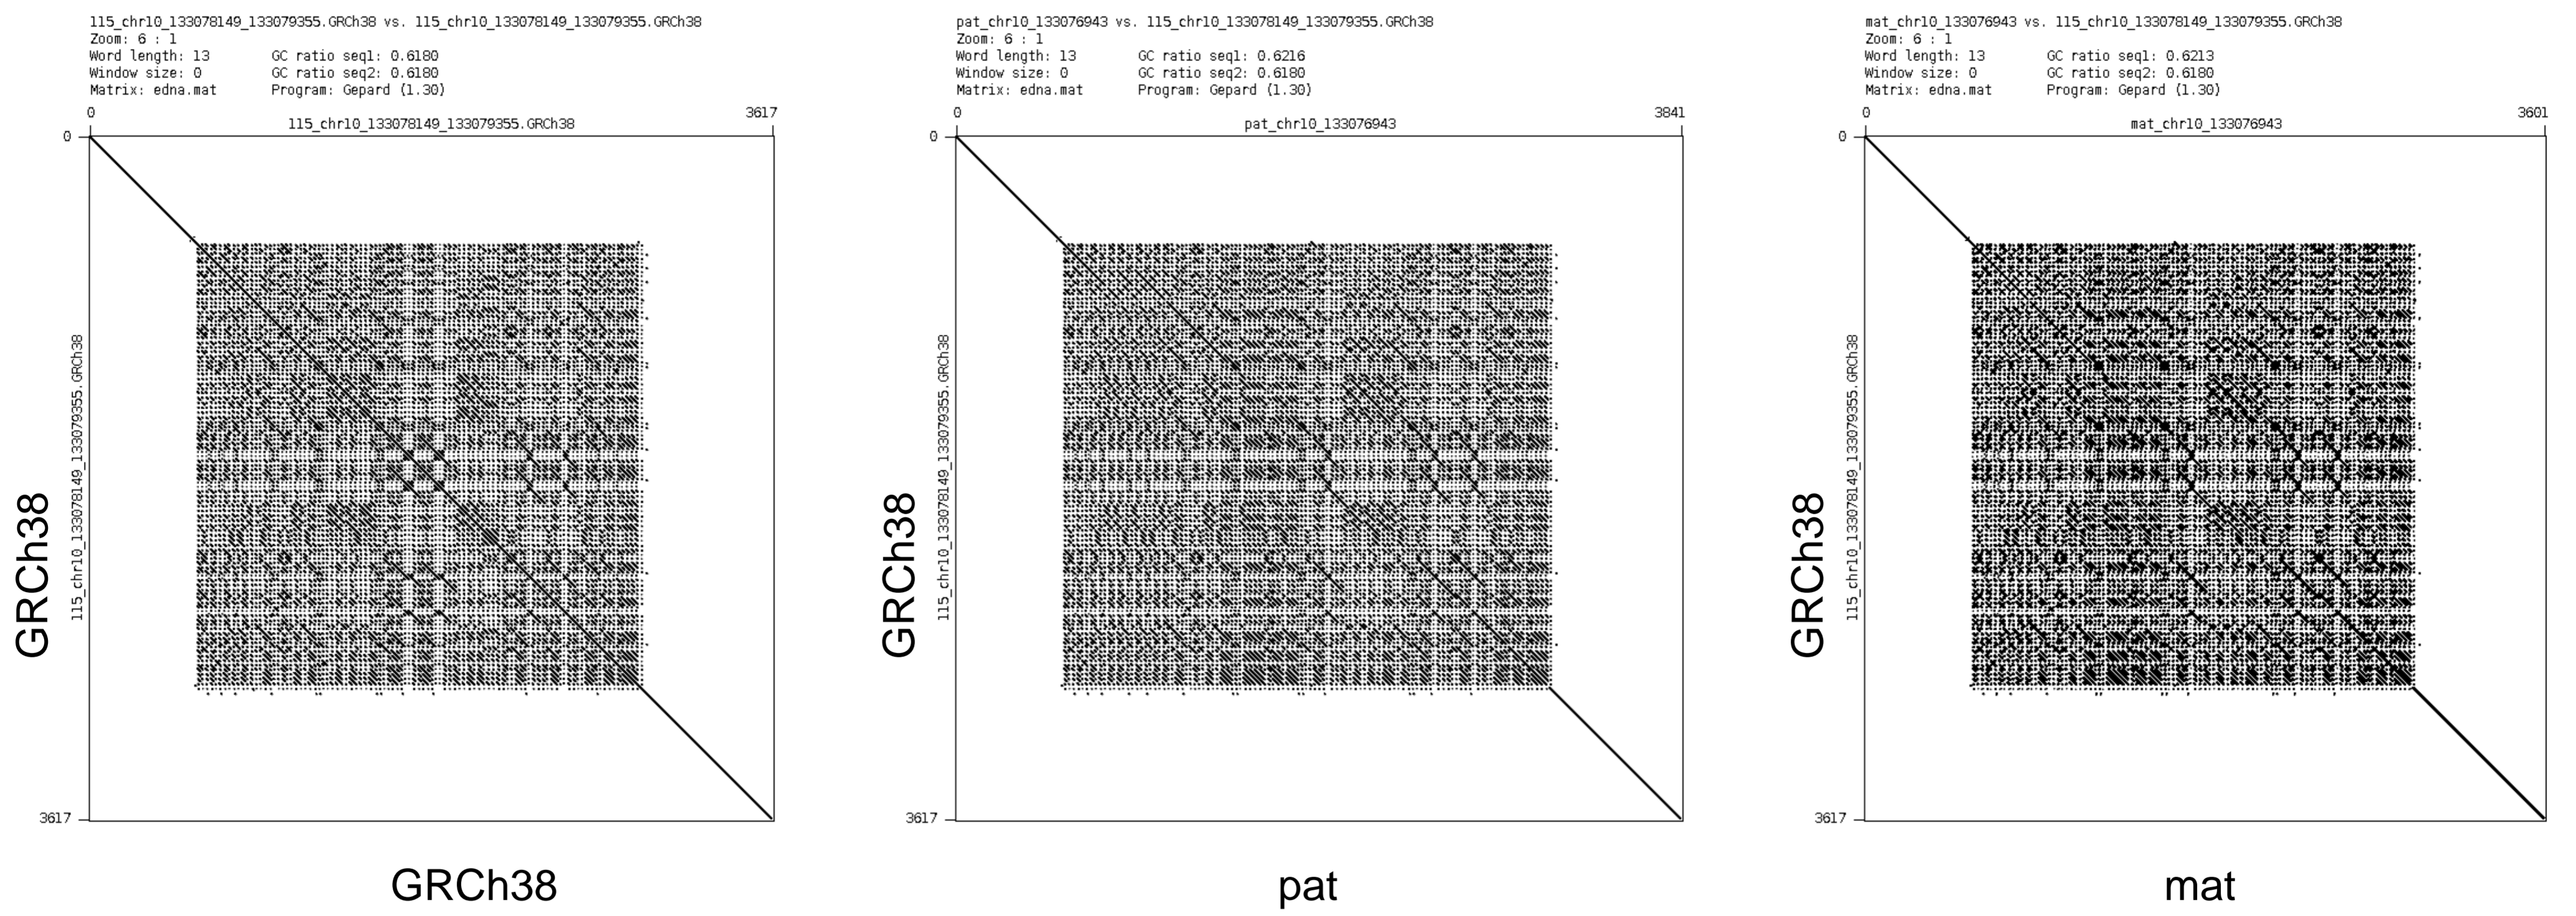 115_chr10_133078149_133079355.GRCh38 vs. 115_chr10_133078149_133079355.GRCh38
Zoom: 6 : 1
Word length: 13 GC ratio seq1: 0.6180
Window size: 0 GC ratio seq2: 0.6180
Matrix: edna.mat Program: Gepard (1.30)
0 3617
115_chr10_133078149_133079355.GRCh38
0
115_chr10_133078149_133079355.GRCh38
GRCh38
3617
GRCh38
pat_chr10_133076943 vs. 115_chr10_133078149_133079355.GRCh38
Zoom: 6 : 1
Word length: 13 GC ratio seq1: 0.6216
Window size: 0 GC ratio seq2: 0.6180
Matrix: edna.mat Program: Gepard (1.30)
0 3841
pat_chr10_133076943
0
115_chr10_133078149_133079355.GRCh38
GRCh38
3617
pat
mat_chr10_133076943 vs. 115_chr10_133078149_133079355.GRCh38
Zoom: 6 : 1
Word length: 13 GC ratio seq1: 0.6213
Window size: 0 GC ratio seq2: 0.6180
Matrix: edna.mat Program: Gepard (1.30)
0 3601
mat_chr10_133076943
0
115_chr10_133078149_133079355.GRCh38
GRCh38
3617
mat